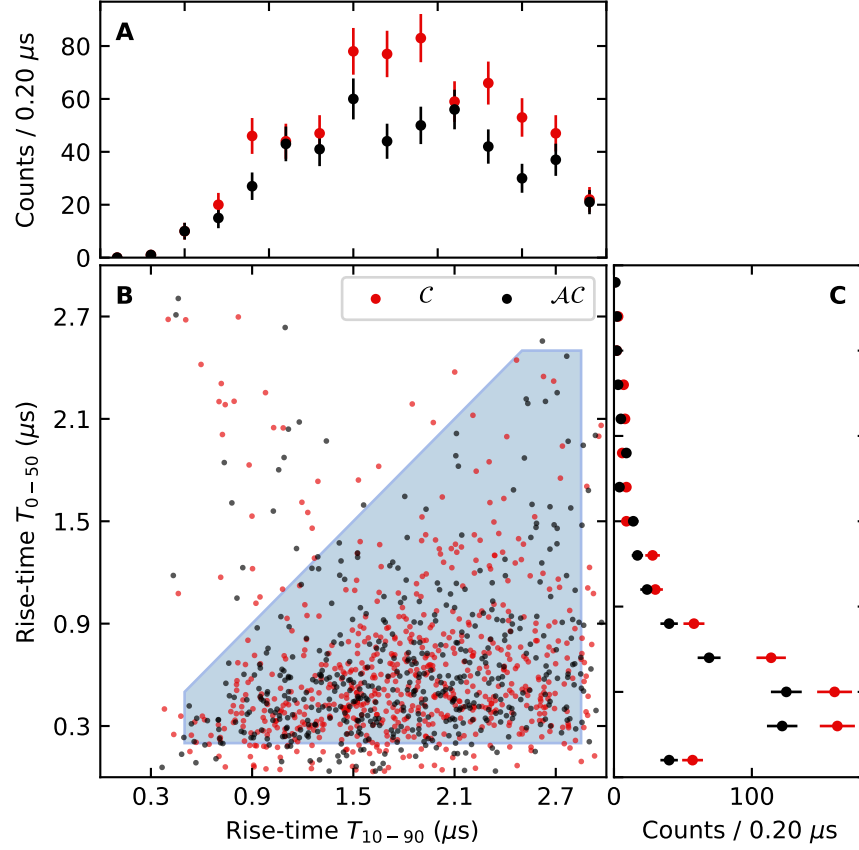 A
Counts / 0.20 μs
80
60
40
20
0
B
C
𝒞
𝒜𝒞
Rise-time T₀₋₅₀ (μs)
2.7
2.1
1.5
0.9
0.3
0.3
0.9
1.5
2.1
2.7
Rise-time T₁₀₋₉₀ (μs)
0
100
Counts / 0.20 μs